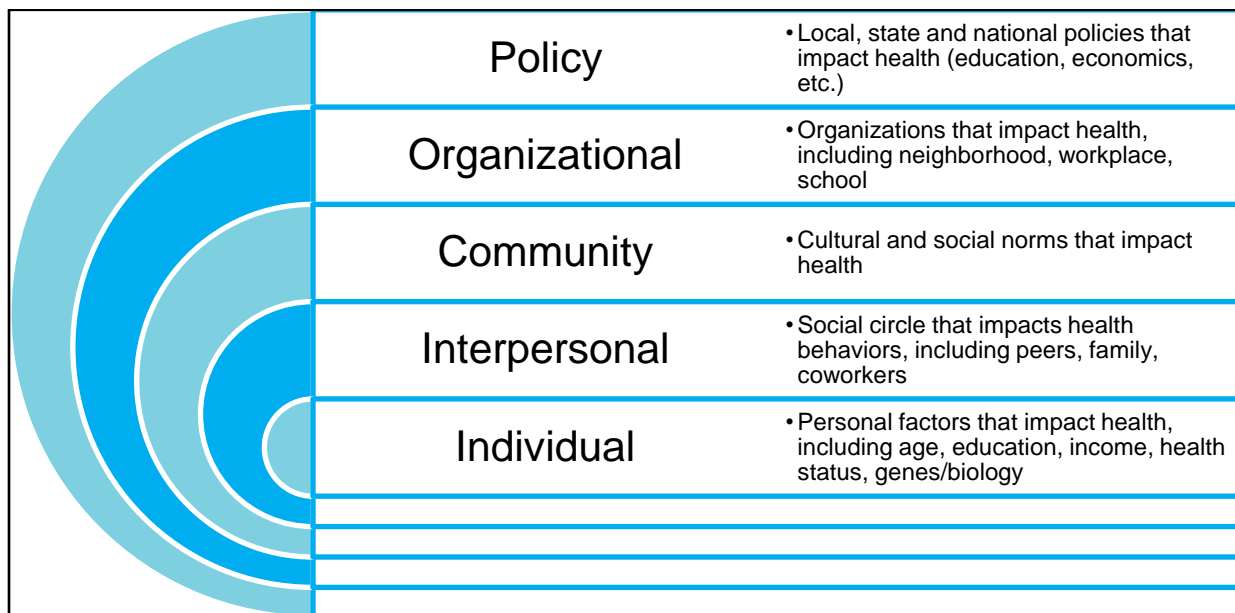 Policy
•Local, state and national policies that
impact health (education, economics,
etc.)
Organizational
•Organizations that impact health,
including neighborhood, workplace,
school
Community
•Cultural and social norms that impact
health
Interpersonal
•Social circle that impacts health
behaviors, including peers, family,
coworkers
Individual
•Personal factors that impact health,
including age, education, income, health
status, genes/biology